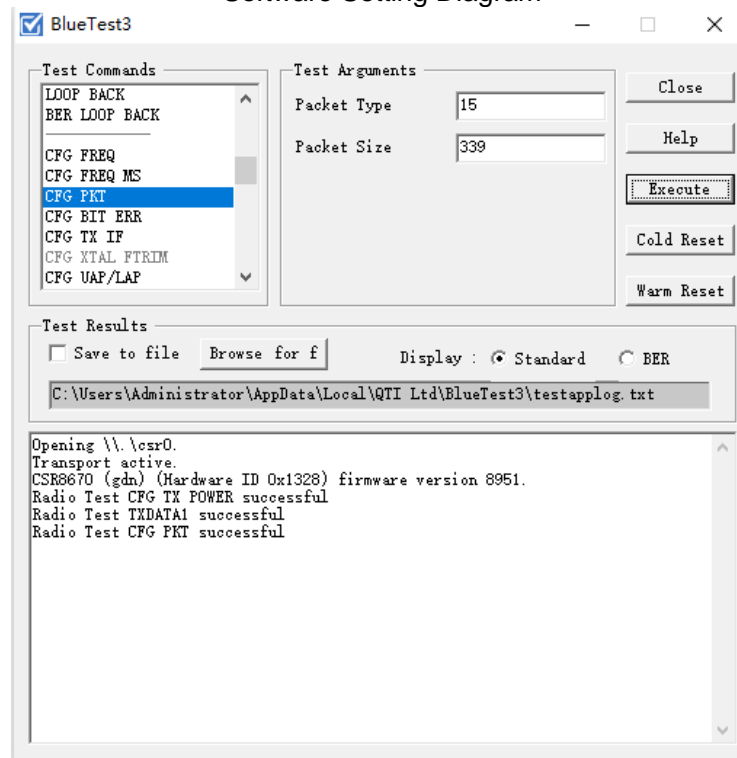 Software Setting Diagram
BlueTest3
Test Commands
LOOP BACK
BER LOOP BACK
CFG FREQ
CFG FREQ MS
CFG PKT
CFG BIT ERR
CFG TX IF
CFG XTAL FTRIM
CFG UAP/LAP
Test Arguments
Packet Type 15
Packet Size 339
Close
Help
Execute
Cold Reset
Warm Reset
Test Results
Save to file Browse for f Display : Standard BER
C:\Users\Administrator\AppData\Local\QTI Ltd\BlueTest3\testapplog.txt
Opening \\.\csr0.
Transport active.
CSR8670 (gdn) (Hardware ID 0x1328) firmware version 8951.
Radio Test CFG TX POWER successful
Radio Test TXDATA1 successful
Radio Test CFG PKT successful